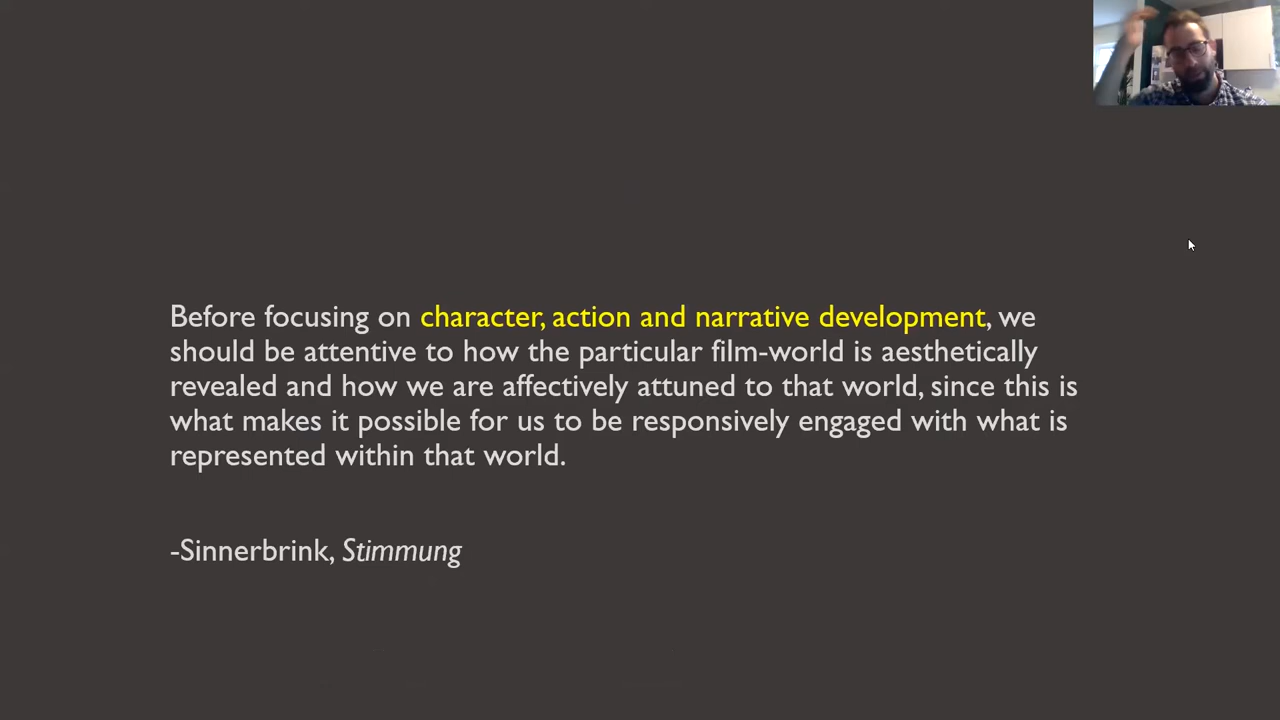 Before focusing on character, action and narrative development, we
should be attentive to how the particular film-world is aesthetically
revealed and how we are affectively attuned to that world, since this is
what makes it possible for us to be responsively engaged with what is
represented within that world.
-Sinnerbrink, Stimmung